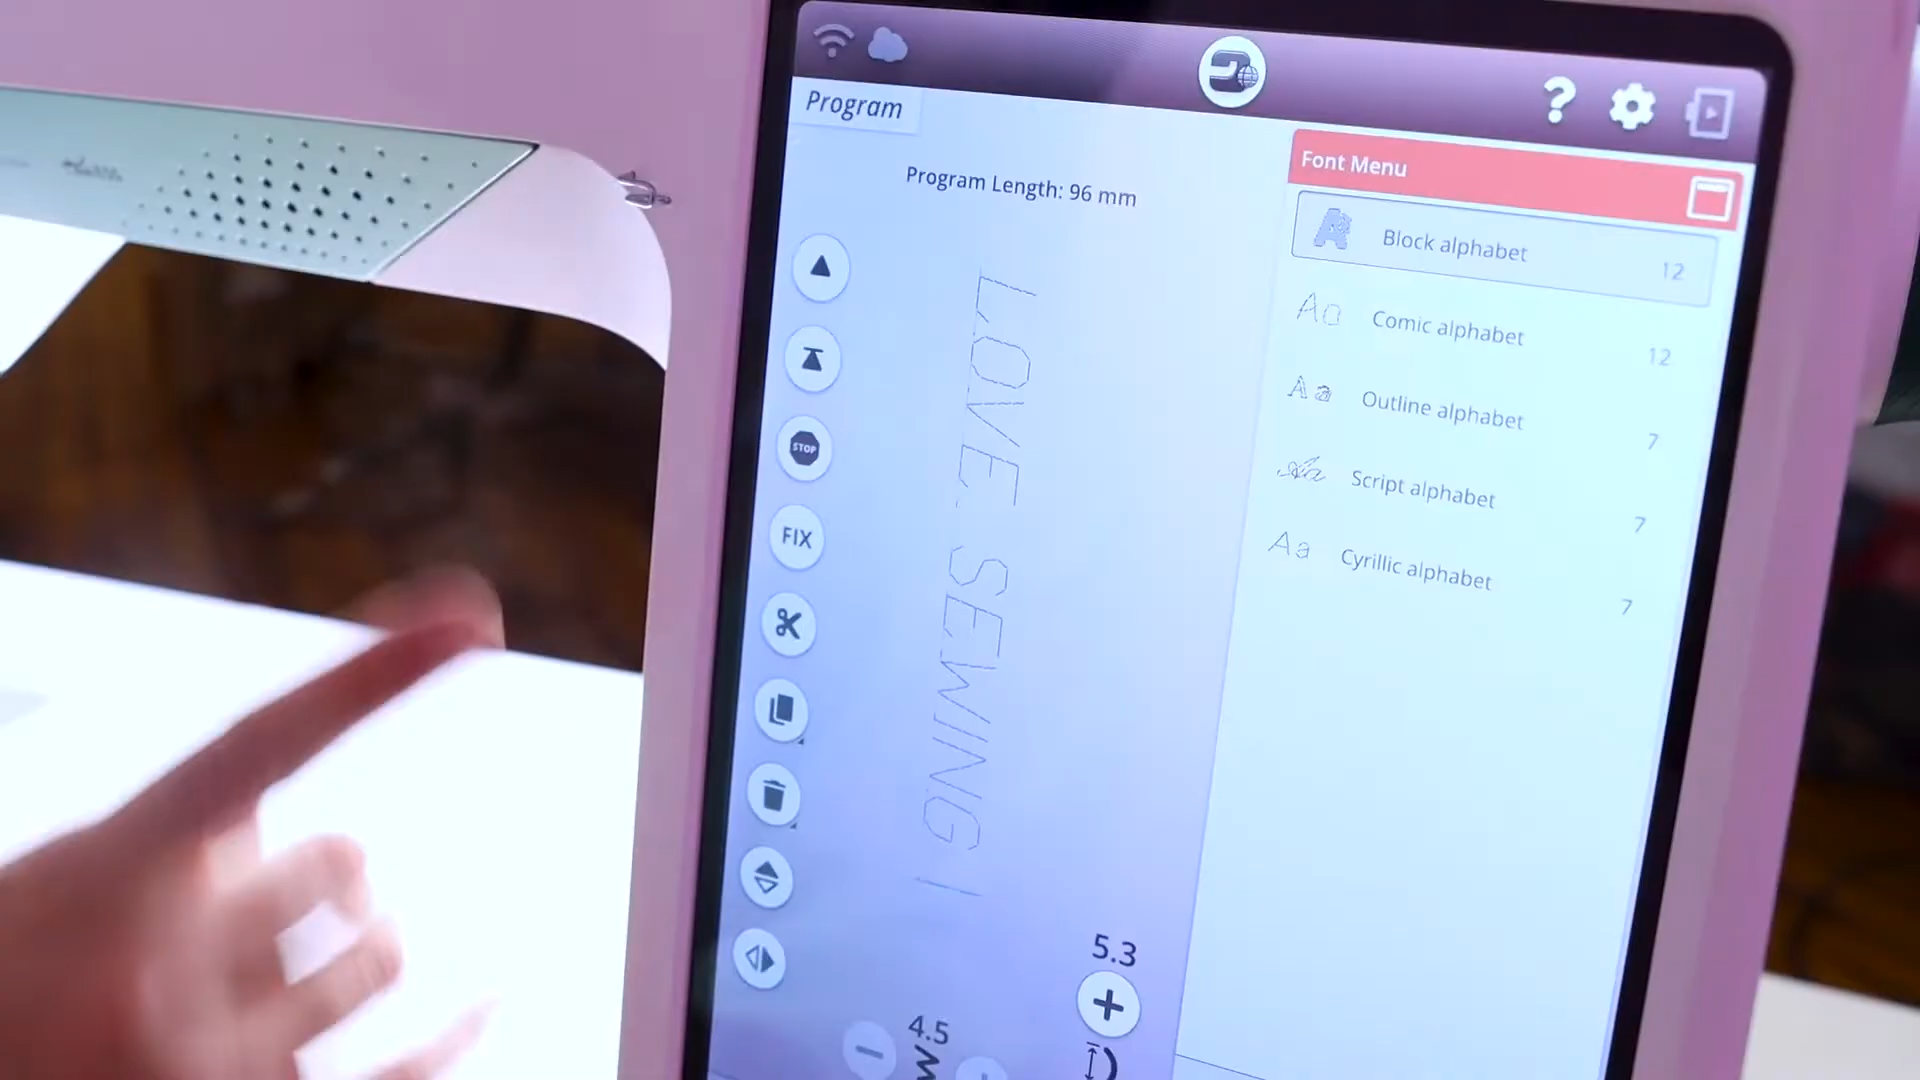 Program
Program Length: 96 mm
LOVE SEWING
STOP
FIX
5.3
4.5
Font Menu
Block alphabet
12
Comic alphabet
12
Outline alphabet
7
Script alphabet
7
Cyrillic alphabet
7